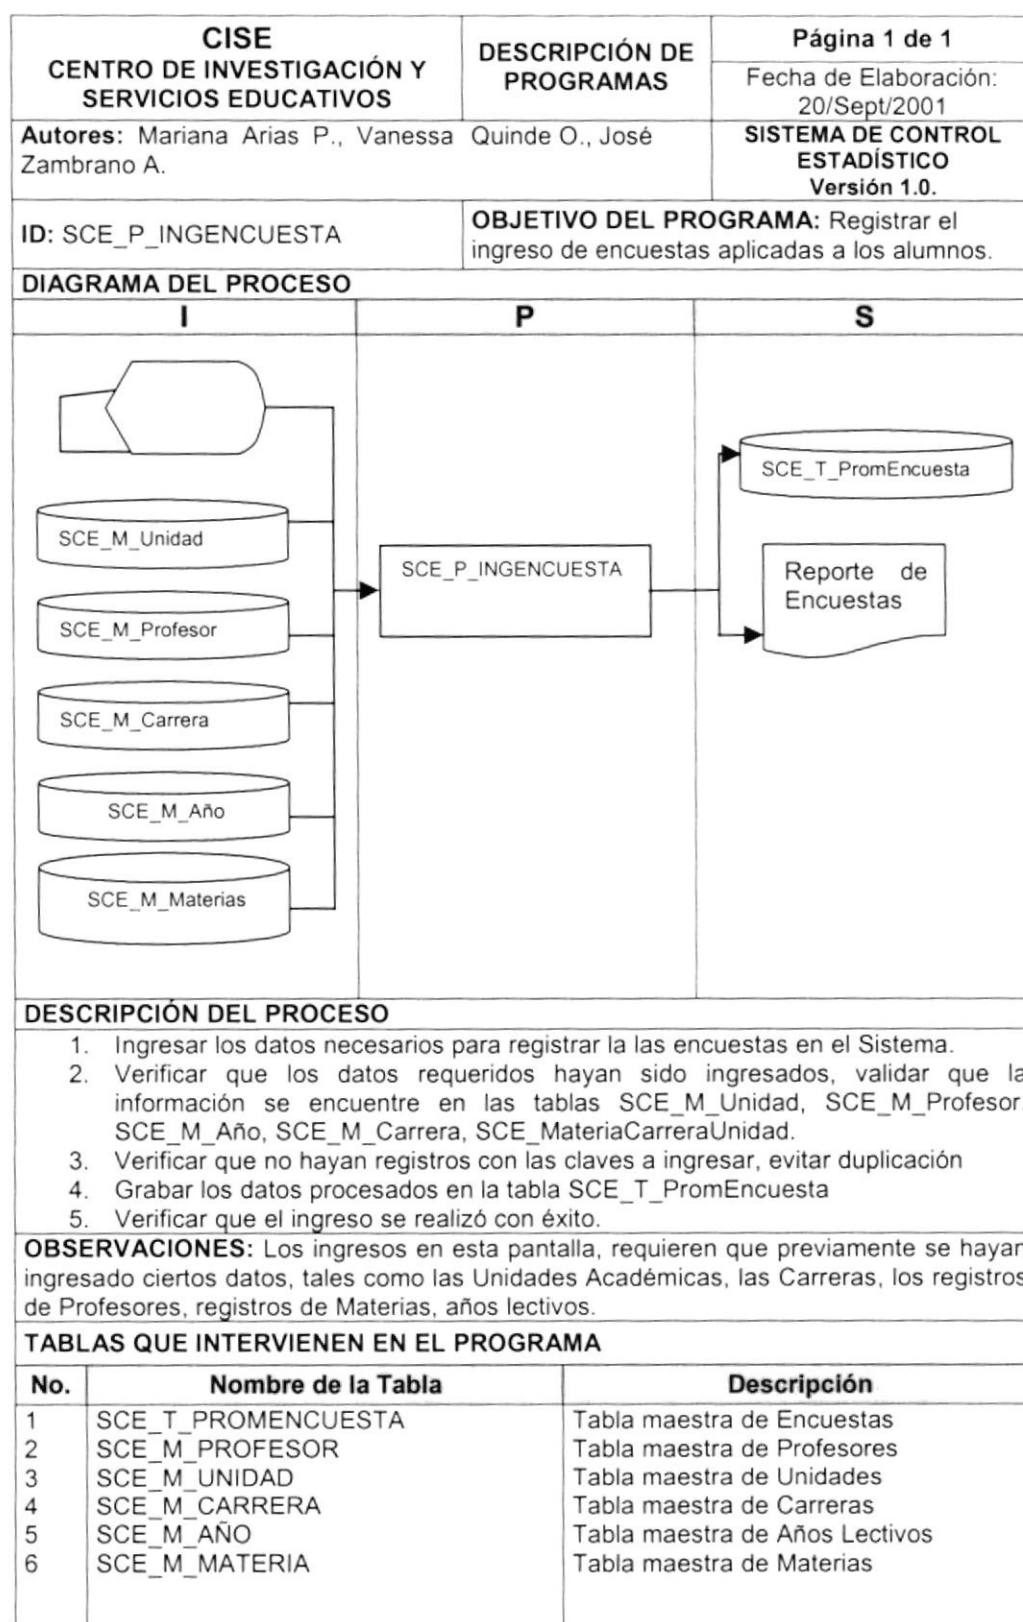 CISE
CENTRO DE INVESTIGACIÓN Y
SERVICIOS EDUCATIVOS
DESCRIPCIÓN DE
PROGRAMAS
Página 1 de 1
Fecha de Elaboración:
20/Sept/2001
Autores: Mariana Arias P., Vanessa Quinde O., José
Zambrano A.
SISTEMA DE CONTROL
ESTADÍSTICO
Versión 1.0.
ID: SCE_P_INGENCUESTA
OBJETIVO DEL PROGRAMA: Registrar el
ingreso de encuestas aplicadas a los alumnos.
DIAGRAMA DEL PROCESO
I
P
S
SCE_M_Unidad
SCE_M_Profesor
SCE_M_Carrera
SCE_M_Año
SCE_M_Materias
SCE_P_INGENCUESTA
SCE_T_PromEncuesta
Reporte de
Encuestas
DESCRIPCIÓN DEL PROCESO
1. Ingresar los datos necesarios para registrar la las encuestas en el Sistema.
2. Verificar que los datos requeridos hayan sido ingresados, validar que la
información se encuentre en las tablas SCE_M_Unidad, SCE_M_Profesor
SCE_M_Año, SCE_M_Carrera, SCE_MateriaCarreraUnidad.
3. Verificar que no hayan registros con las claves a ingresar, evitar duplicación
4. Grabar los datos procesados en la tabla SCE_T_PromEncuesta
5. Verificar que el ingreso se realizó con éxito.
OBSERVACIONES: Los ingresos en esta pantalla, requieren que previamente se hayan
ingresado ciertos datos, tales como las Unidades Académicas, las Carreras, los registros
de Profesores, registros de Materias, años lectivos.
TABLAS QUE INTERVIENEN EN EL PROGRAMA
No. Nombre de la Tabla Descripción
1 SCE_T_PROMENCUESTA Tabla maestra de Encuestas
2 SCE_M_PROFESOR Tabla maestra de Profesores
3 SCE_M_UNIDAD Tabla maestra de Unidades
4 SCE_M_CARRERA Tabla maestra de Carreras
5 SCE_M_AÑO Tabla maestra de Años Lectivos
6 SCE_M_MATERIA Tabla maestra de Materias